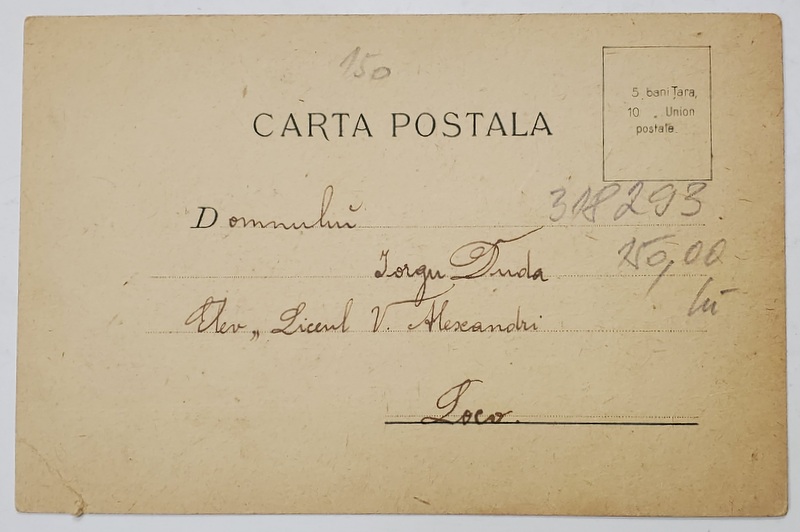 150
5 bani Țara,
10 „ Union
postale
CARTA POSTALA
Domnuluĭ
318293
Iorgu Duda
150,00
Elev „ Liceul V. Alexandri
lei
Loco.